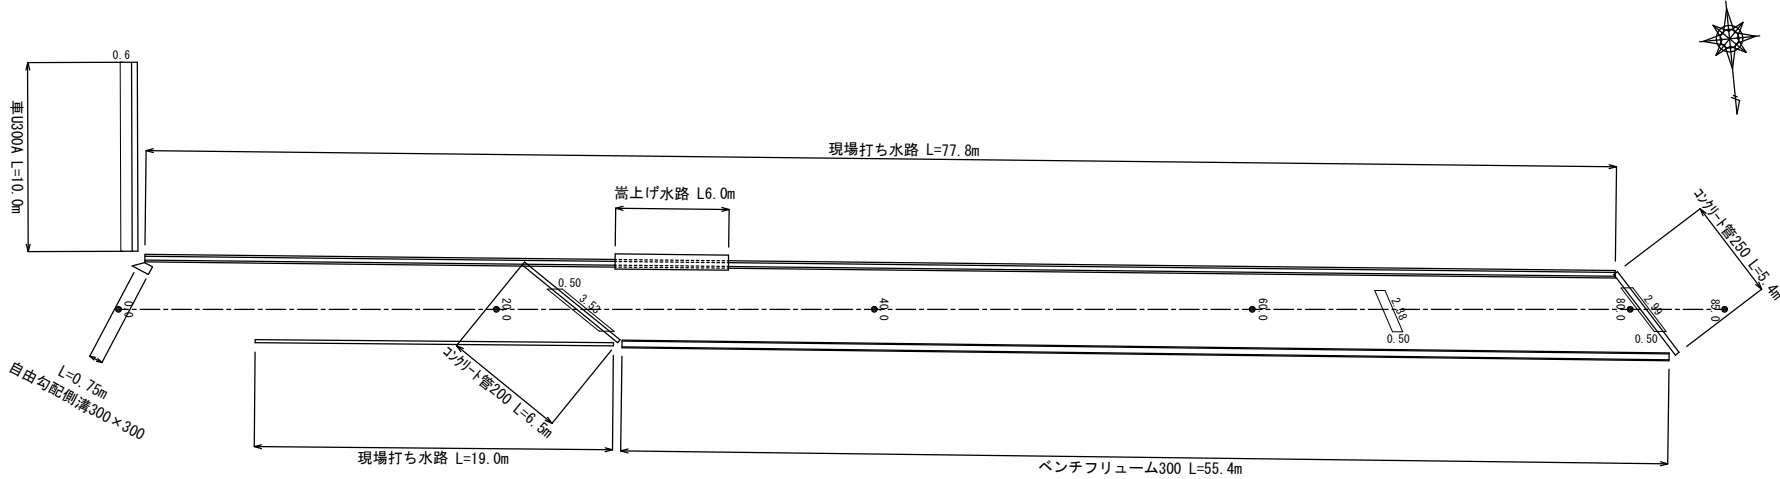 0.6
車U300A L=10.0m
現場打ち水路 L=77.8m
嵩上げ水路 L6.0m
コンクリート管250 L=5.4m
0.50
3.53
2.38
0.50
2.99
0.50
0.0
20.0
40.0
60.0
80.0
85.0
L=0.75m
自由勾配側溝300×300
コンクリート管200 L=6.5m
現場打ち水路 L=19.0m
ベンチフリューム300 L=55.4m